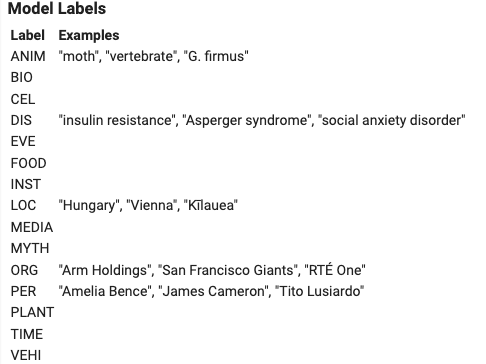 Model Labels
Label Examples
ANIM "moth", "vertebrate", "G. firmus"
BIO
CEL
DIS "insulin resistance", "Asperger syndrome", "social anxiety disorder"
EVE
FOOD
INST
LOC "Hungary", "Vienna", "Kīlauea"
MEDIA
MYTH
ORG "Arm Holdings", "San Francisco Giants", "RTÉ One"
PER "Amelia Bence", "James Cameron", "Tito Lusiardo"
PLANT
TIME
VEHI